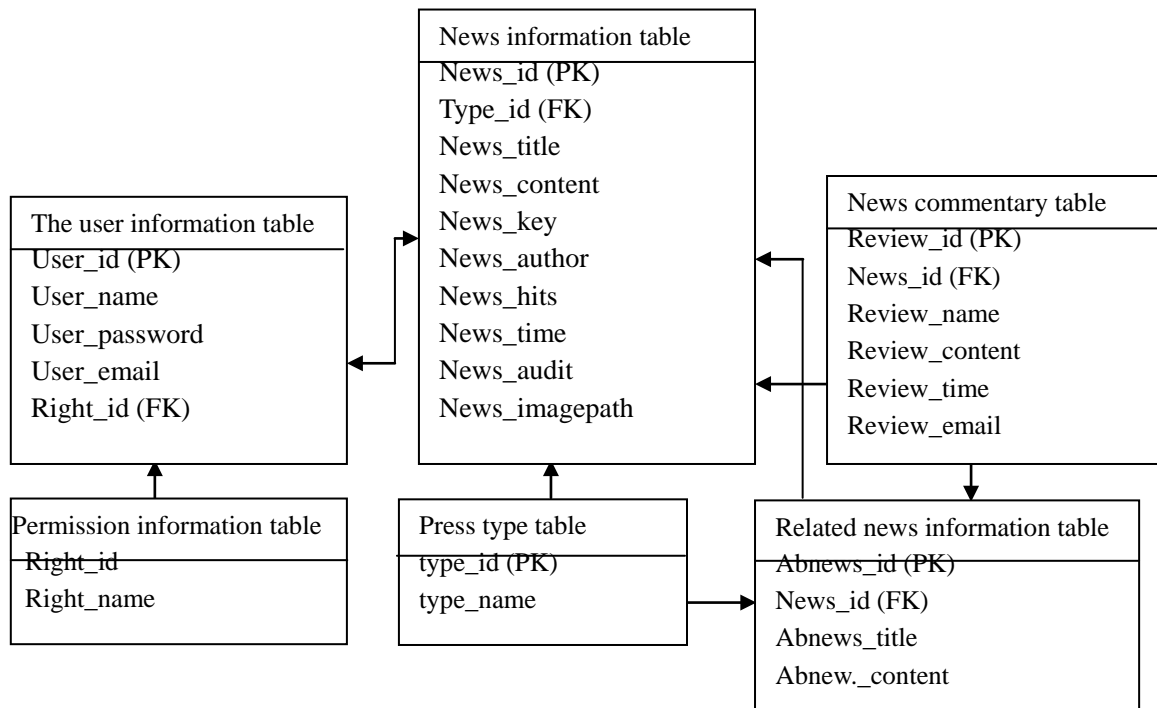 News information table
News_id (PK)
Type_id (FK)
News_title
News_content
News_key
News_author
News_hits
News_time
News_audit
News_imagepath
The user information table
User_id (PK)
User_name
User_password
User_email
Right_id (FK)
News commentary table
Review_id (PK)
News_id (FK)
Review_name
Review_content
Review_time
Review_email
Permission information table
Right_id
Right_name
Press type table
type_id (PK)
type_name
Related news information table
Abnews_id (PK)
News_id (FK)
Abnews_title
Abnew._content